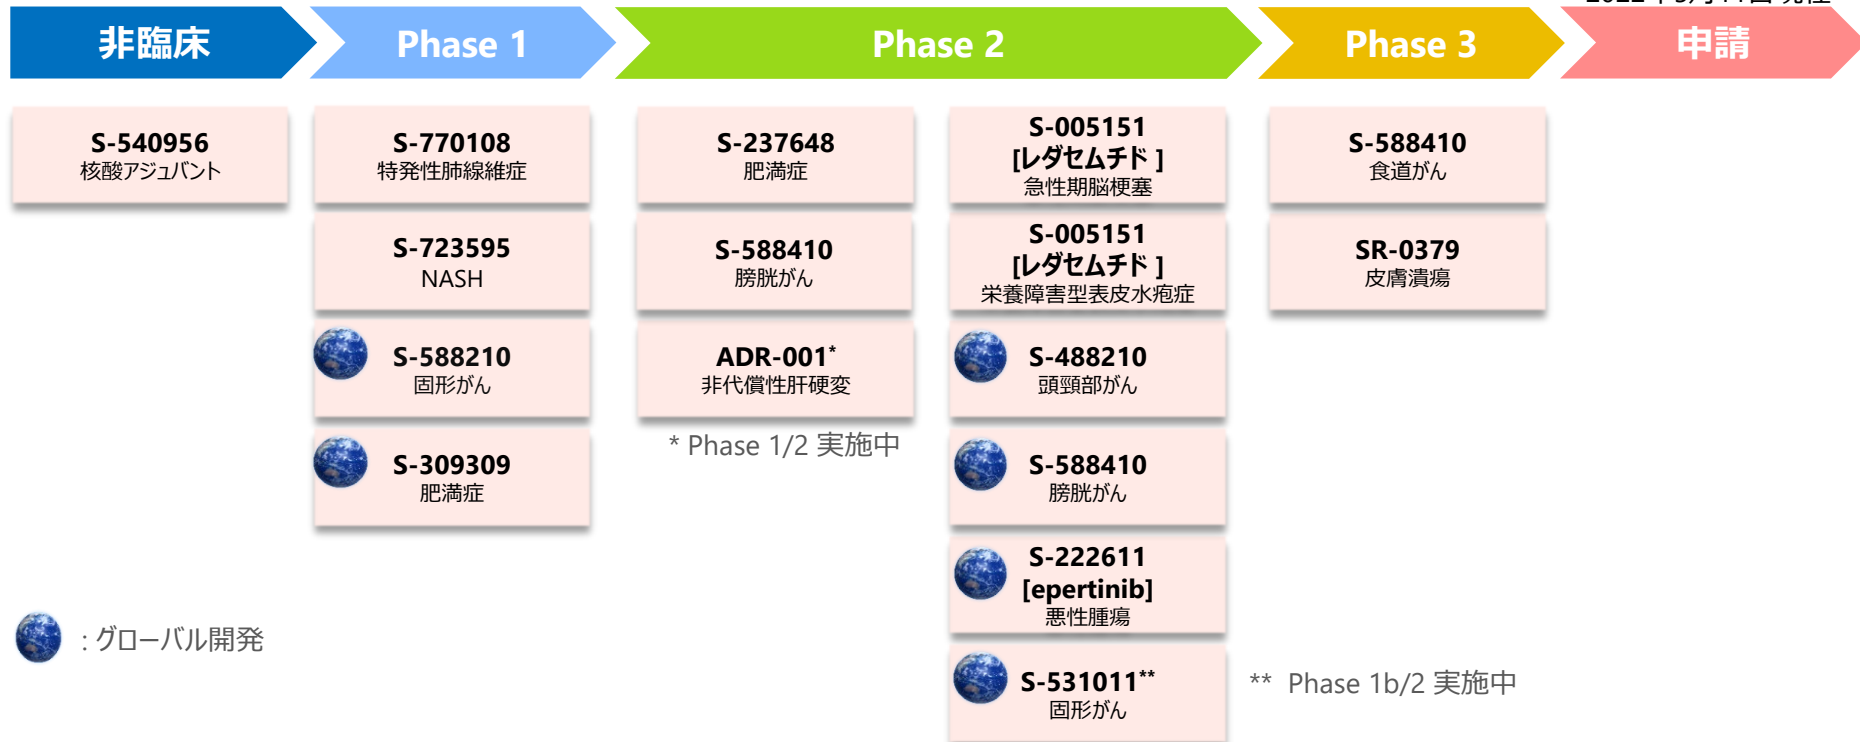 非臨床
Phase 1
Phase 2
Phase 3
申請
S-540956
核酸アジュバント
S-770108
特発性肺線維症
S-723595
NASH
S-588210
固形がん
S-309309
肥満症
S-237648
肥満症
S-588410
膀胱がん
ADR-001*
非代償性肝硬変
* Phase 1/2 実施中
S-005151
[レダセムチド ]
急性期脳梗塞
S-005151
[レダセムチド ]
栄養障害型表皮水疱症
S-488210
頭頸部がん
S-588410
膀胱がん
S-222611
[epertinib]
悪性腫瘍
S-531011**
固形がん
** Phase 1b/2 実施中
S-588410
食道がん
SR-0379
皮膚潰瘍
: グローバル開発